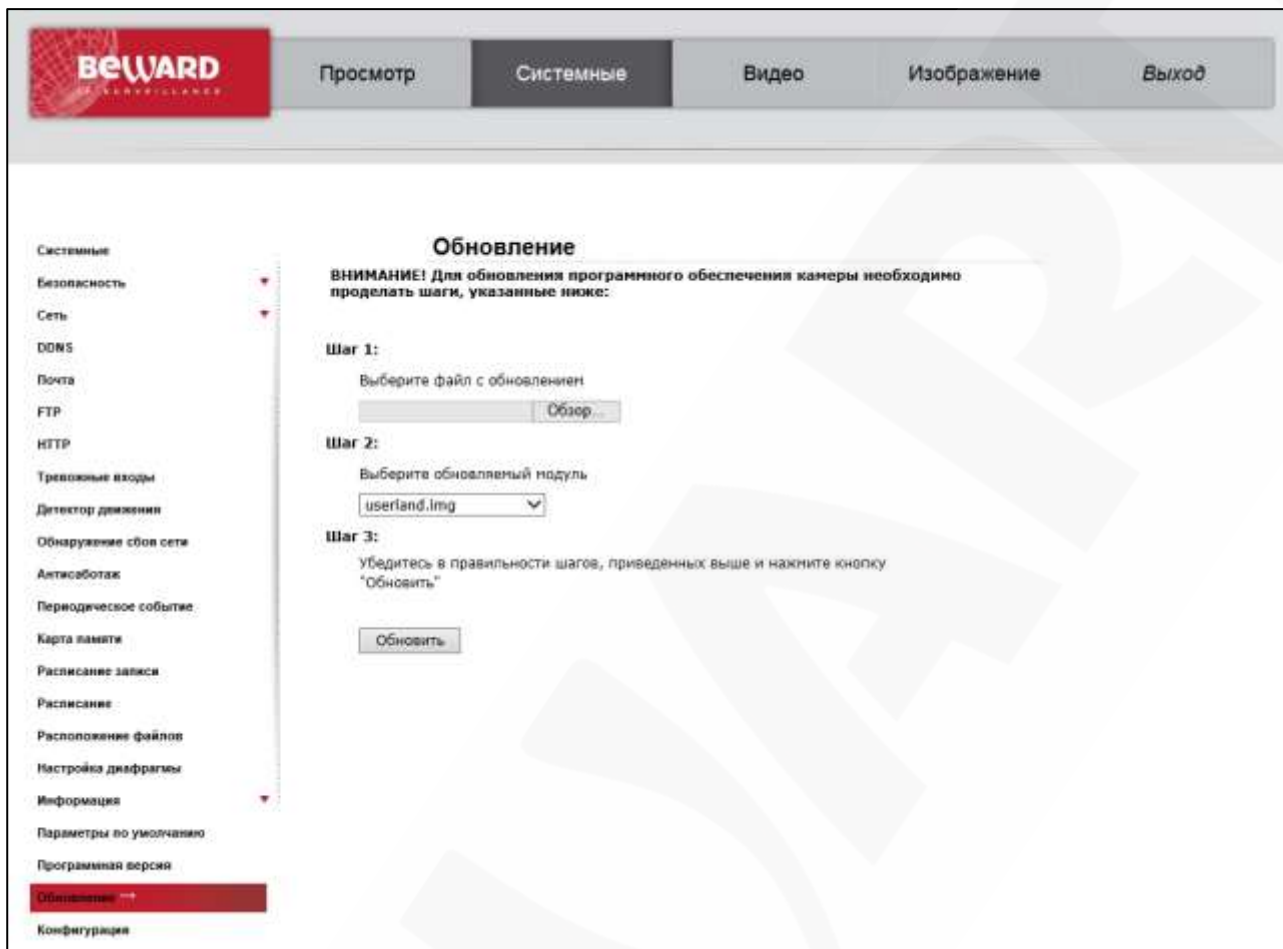 BEWARD
IP SURVEILLANCE
Просмотр
Системные
Видео
Изображение
Выход
Системные
Безопасность
Сеть
DDNS
Почта
FTP
HTTP
Тревожные входы
Детектор движения
Обнаружение сбоя сети
Антисаботаж
Периодическое событие
Карта памяти
Расписание записи
Расписание
Расположение файлов
Настройка диафрагмы
Информация
Параметры по умолчанию
Программная версия
Обновление →
Конфигурация
Обновление
ВНИМАНИЕ! Для обновления программного обеспечения камеры необходимо
проделать шаги, указанные ниже:
Шаг 1:
Выберите файл с обновлением
Обзор...
Шаг 2:
Выберите обновляемый модуль
userland.img
Шаг 3:
Убедитесь в правильности шагов, приведенных выше и нажмите кнопку
"Обновить"
Обновить